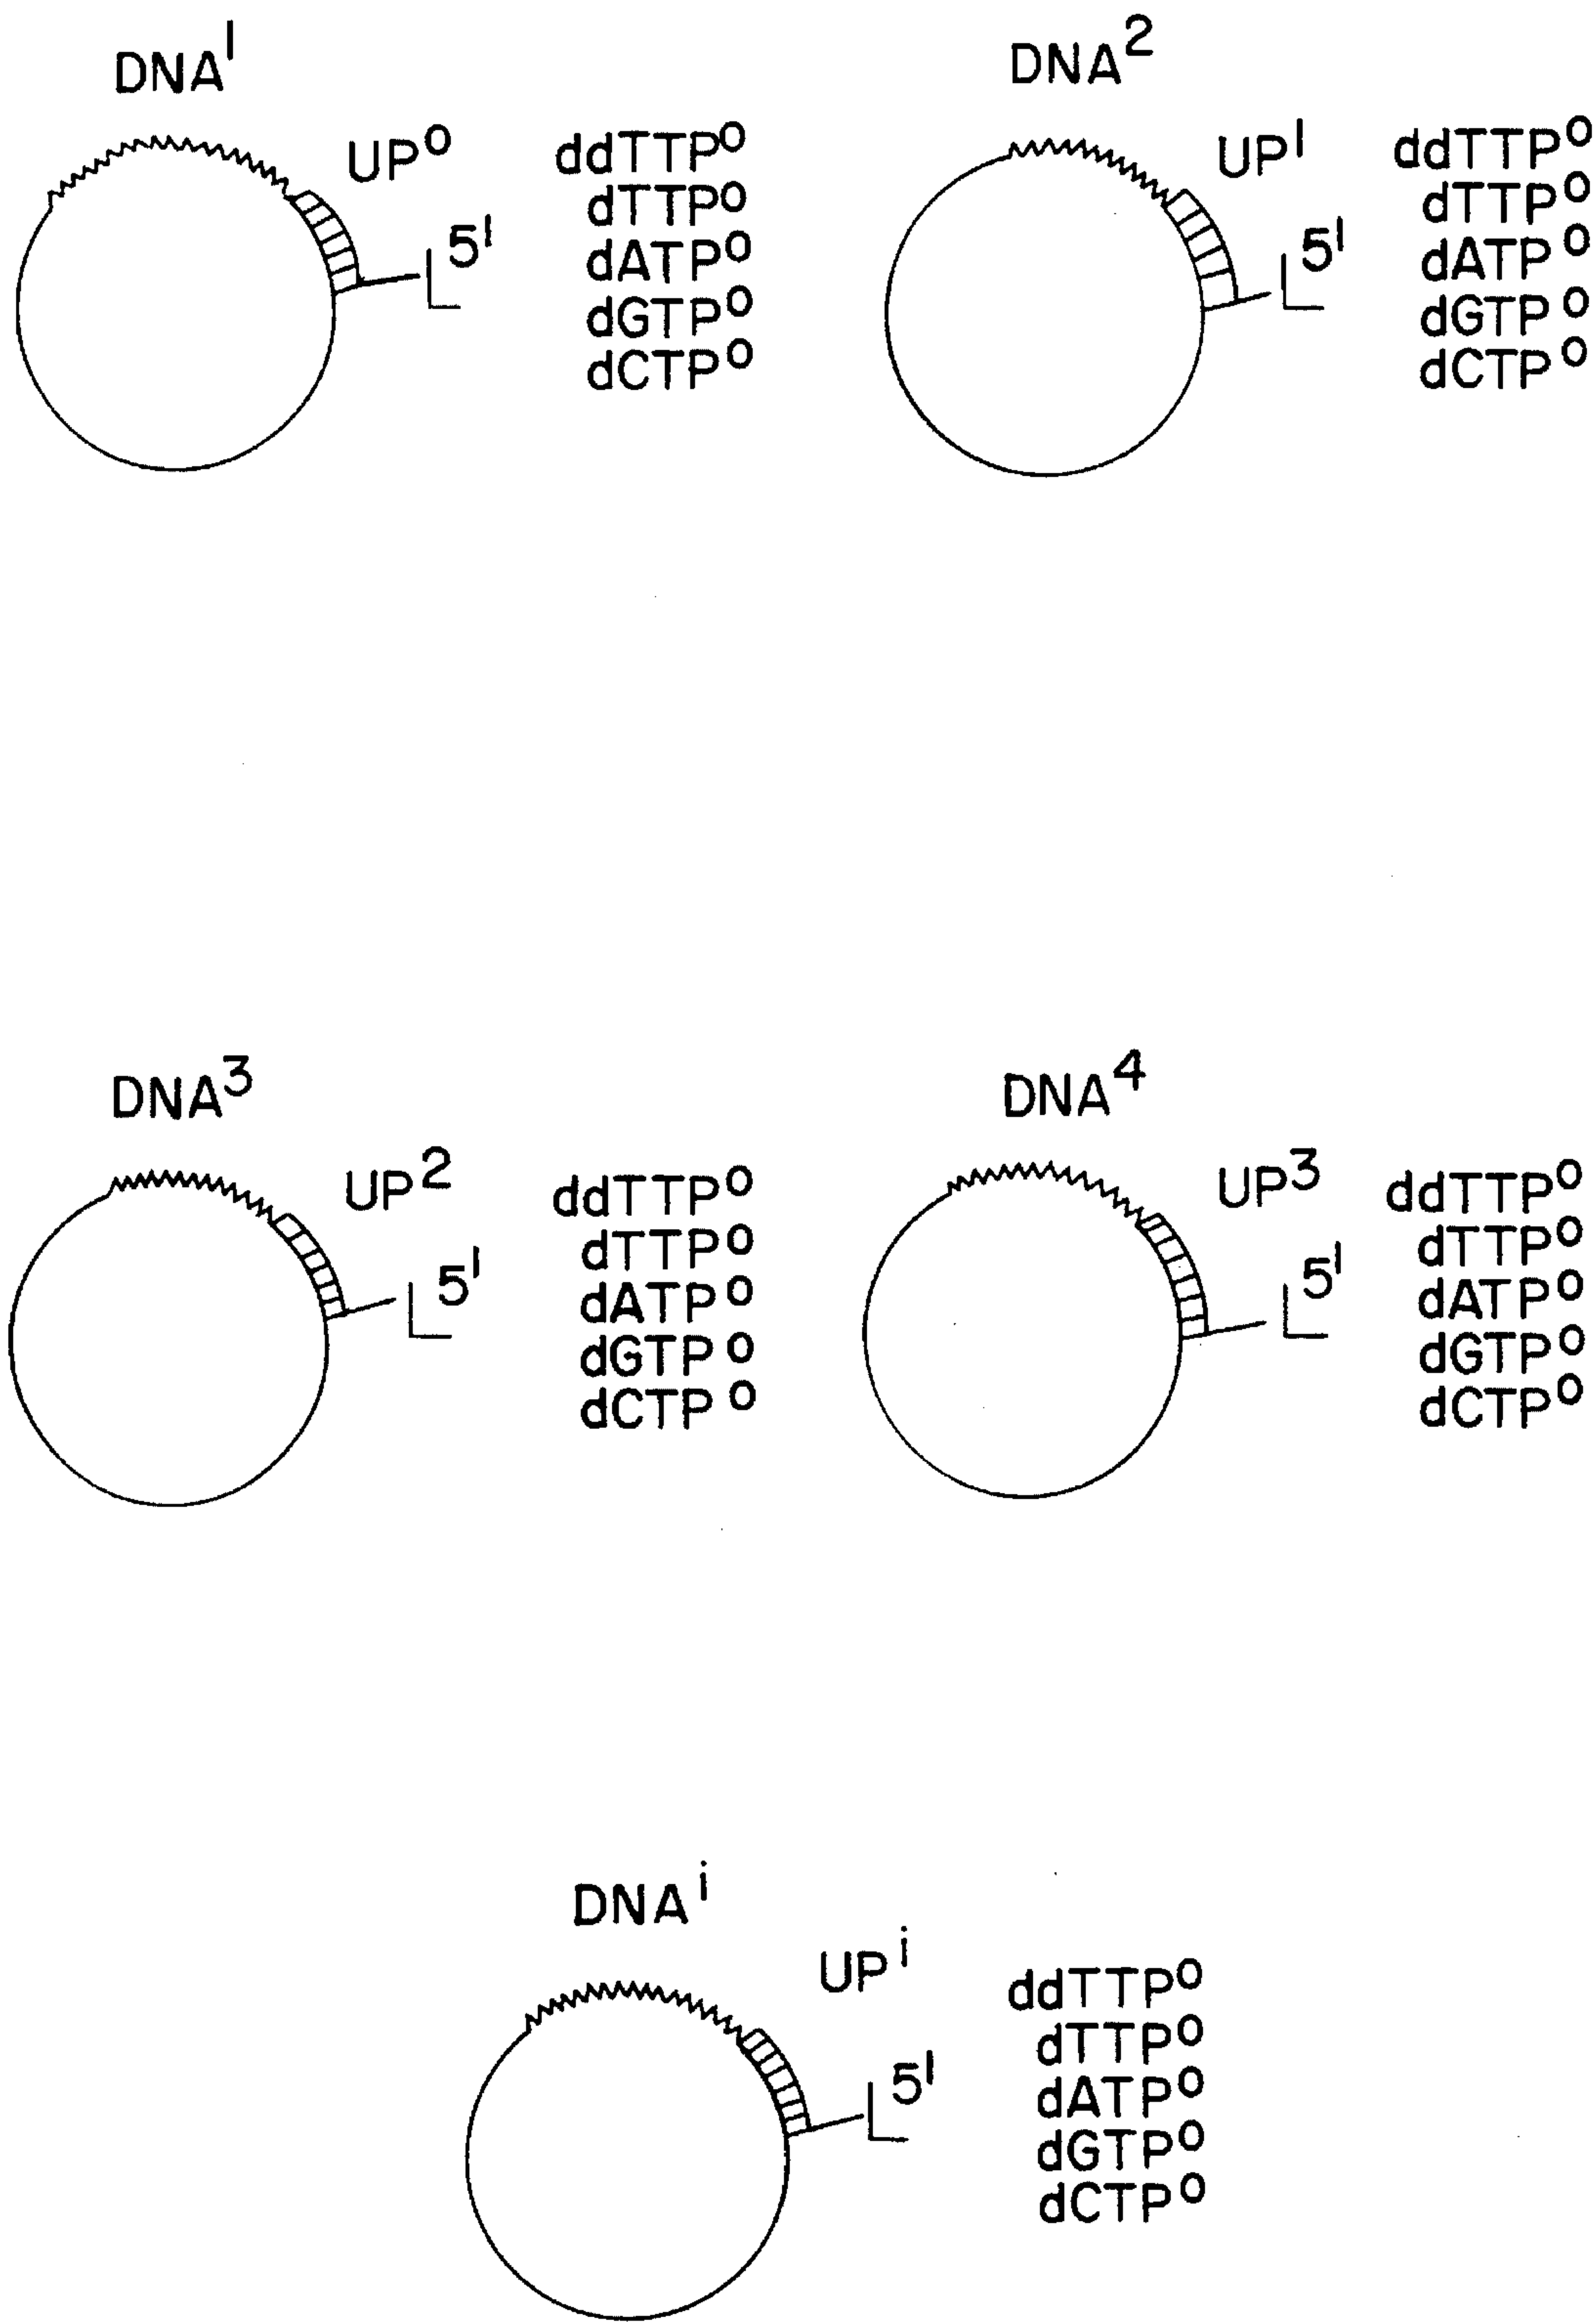 DNA¹
UP⁰
5'
ddTTP⁰
dTTP⁰
dATP⁰
dGTP⁰
dCTP⁰
DNA²
UP¹
5'
ddTTP⁰
dTTP⁰
dATP⁰
dGTP⁰
dCTP⁰
DNA³
UP²
5'
ddTTP⁰
dTTP⁰
dATP⁰
dGTP⁰
dCTP⁰
DNA⁴
UP³
5'
ddTTP⁰
dTTP⁰
dATP⁰
dGTP⁰
dCTP⁰
DNAⁱ
UPⁱ
5'
ddTTP⁰
dTTP⁰
dATP⁰
dGTP⁰
dCTP⁰